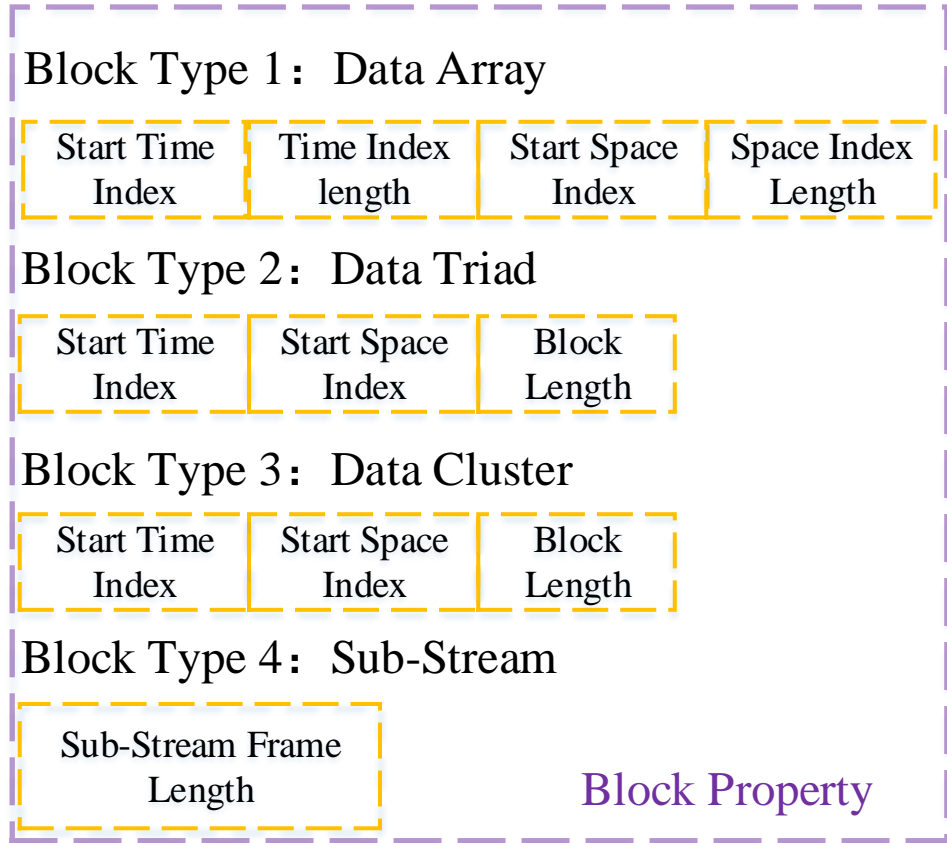 Block Type 1：Data Array
Start Time Index
Time Index length
Start Space Index
Space Index Length
Block Type 2：Data Triad
Start Time Index
Start Space Index
Block Length
Block Type 3：Data Cluster
Start Time Index
Start Space Index
Block Length
Block Type 4：Sub-Stream
Sub-Stream Frame Length
Block Property